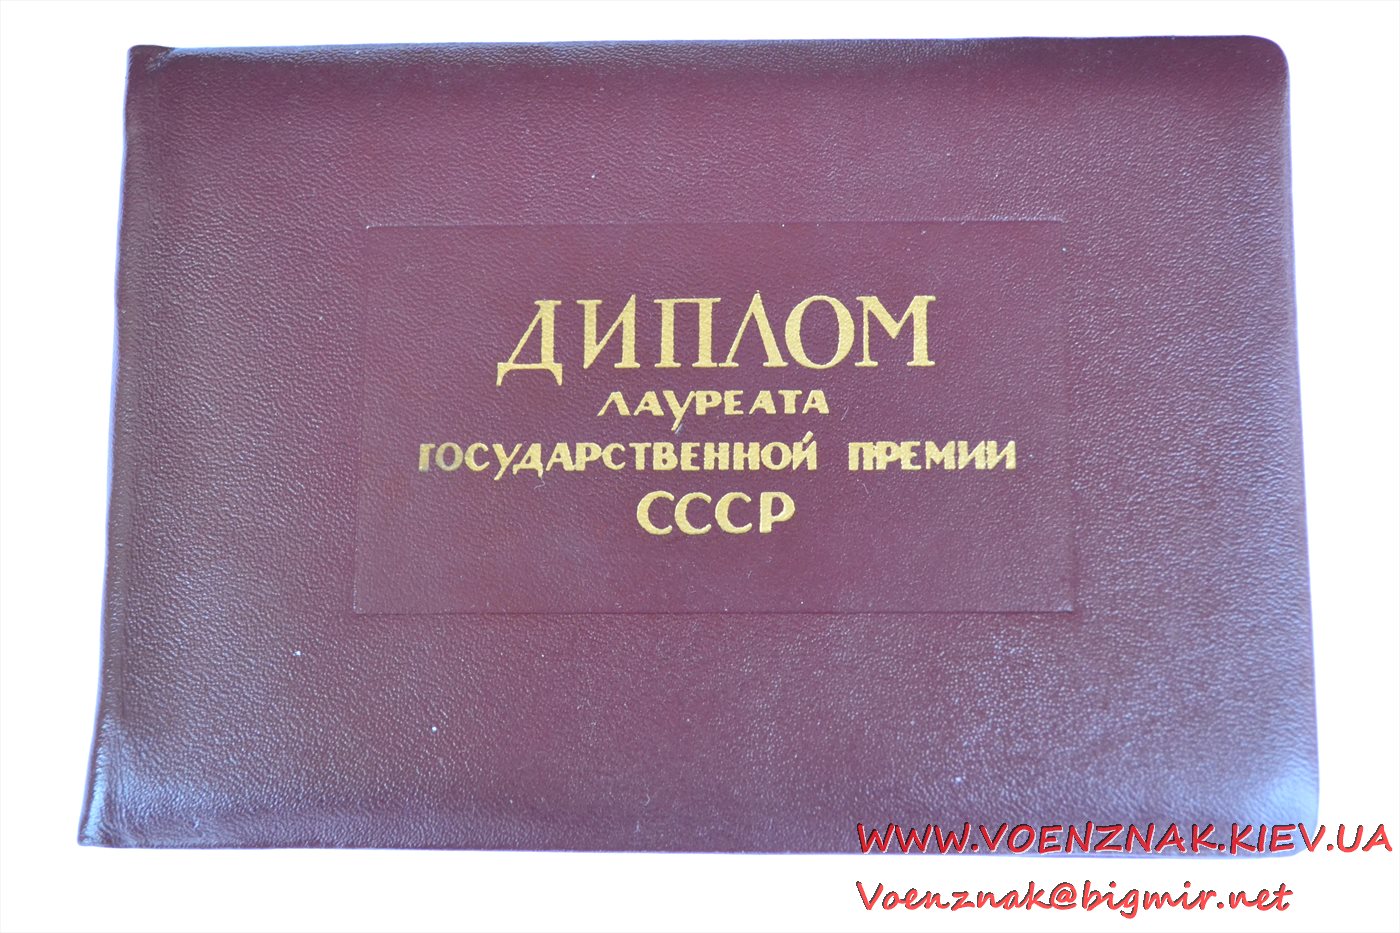 ДИПЛОМ
ЛАУРЕАТА
ГОСУДАРСТВЕННОЙ ПРЕМИИ
СССР
WWW.VOENZNAK.KIEV.UA
Voenznak@bigmir.net